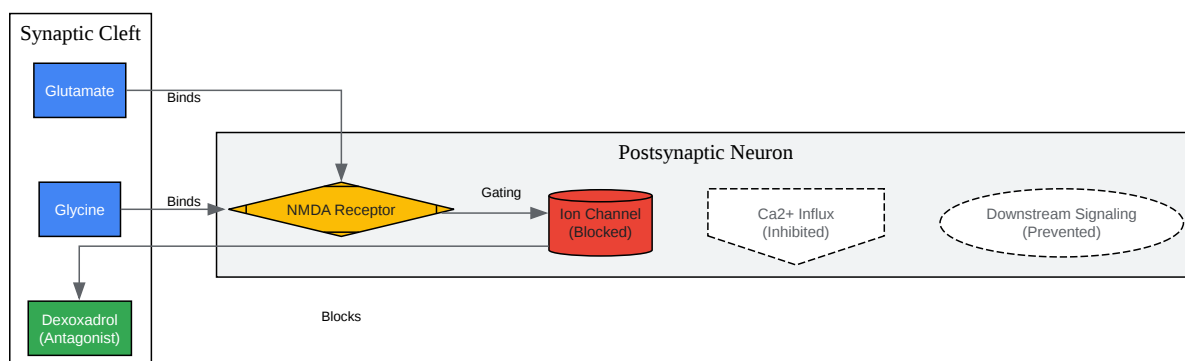 Synaptic Cleft
Glutamate
Binds
Postsynaptic Neuron
Glycine
Binds
NMDA Receptor
Gating
Ion Channel
(Blocked)
Ca2+ Influx
(Inhibited)
Downstream Signaling
(Prevented)
Dexoxadrol
(Antagonist)
Blocks